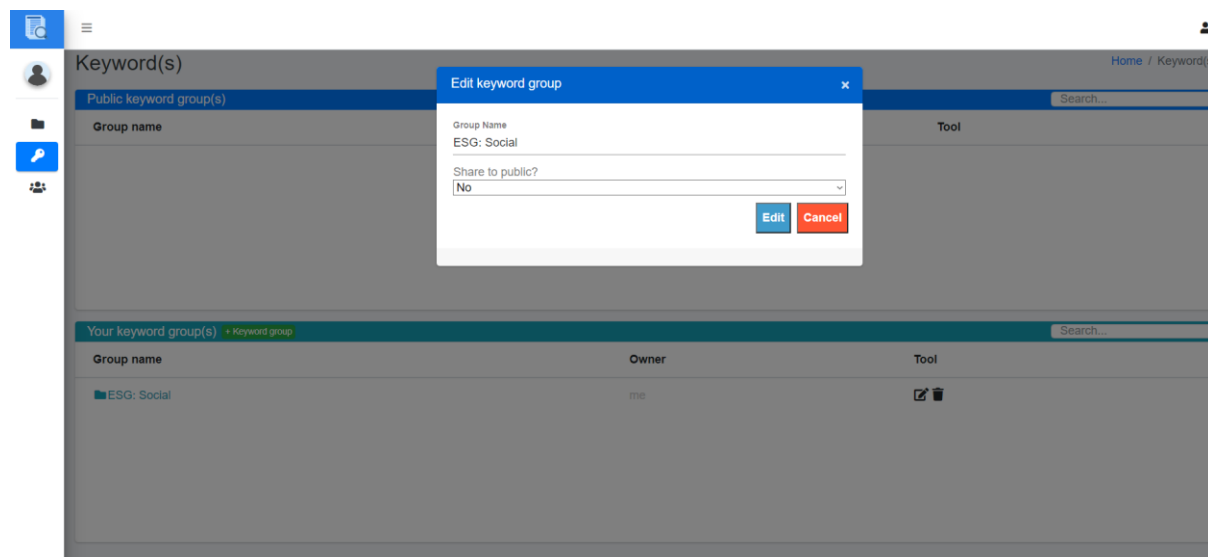 Keyword(s)
Home / Keyword(
Edit keyword group
×
Public keyword group(s)
Search...
Group name
Tool
Group Name
ESG: Social
Share to public?
No
Edit
Cancel
Your keyword group(s)
+ Keyword group
Search...
Group name
Owner
Tool
ESG: Social
me